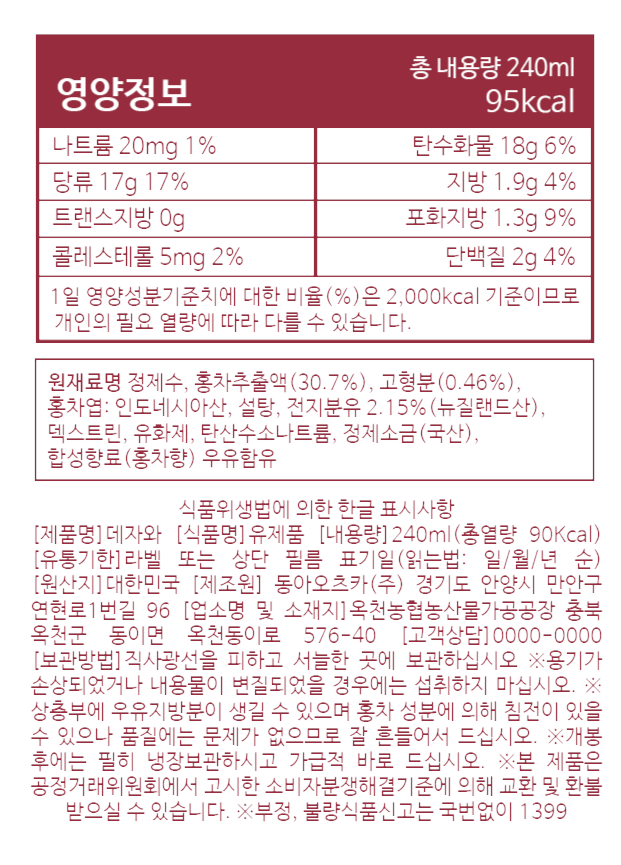 영양정보
총 내용량 240ml
95kcal
나트륨 20mg 1%
탄수화물 18g 6%
당류 17g 17%
지방 1.9g 4%
트랜스지방 0g
포화지방 1.3g 9%
콜레스테롤 5mg 2%
단백질 2g 4%
1일 영양성분기준치에 대한 비율(%)은 2,000kcal 기준이므로
개인의 필요 열량에 따라 다를 수 있습니다.
원재료명 정제수, 홍차추출액(30.7%), 고형분(0.46%),
홍차엽: 인도네시아산, 설탕, 전지분유 2.15%(뉴질랜드산),
덱스트린, 유화제, 탄산수소나트륨, 정제소금(국산),
합성향료(홍차향) 우유함유
식품위생법에 의한 한글 표시사항
[제품명]데자와 [식품명]유제품 [내용량]240ml(총열량 90Kcal)
[유통기한]라벨 또는 상단 필름 표기일(읽는법: 일/월/년 순)
[원산지]대한민국 [제조원] 동아오츠카(주) 경기도 안양시 만안구
연현로1번길 96 [업소명 및 소재지]옥천농협농산물가공공장 충북
옥천군 동이면 옥천동이로 576-40 [고객상담]0000-0000
[보관방법]직사광선을 피하고 서늘한 곳에 보관하십시오 ※용기가
손상되었거나 내용물이 변질되었을 경우에는 섭취하지 마십시오. ※
상층부에 우유지방분이 생길 수 있으며 홍차 성분에 의해 침전이 있을
수 있으나 품질에는 문제가 없으므로 잘 흔들어서 드십시오. ※개봉
후에는 필히 냉장보관하시고 가급적 바로 드십시오. ※본 제품은
공정거래위원회에서 고시한 소비자분쟁해결기준에 의해 교환 및 환불
받으실 수 있습니다. ※부정, 불량식품신고는 국번없이 1399